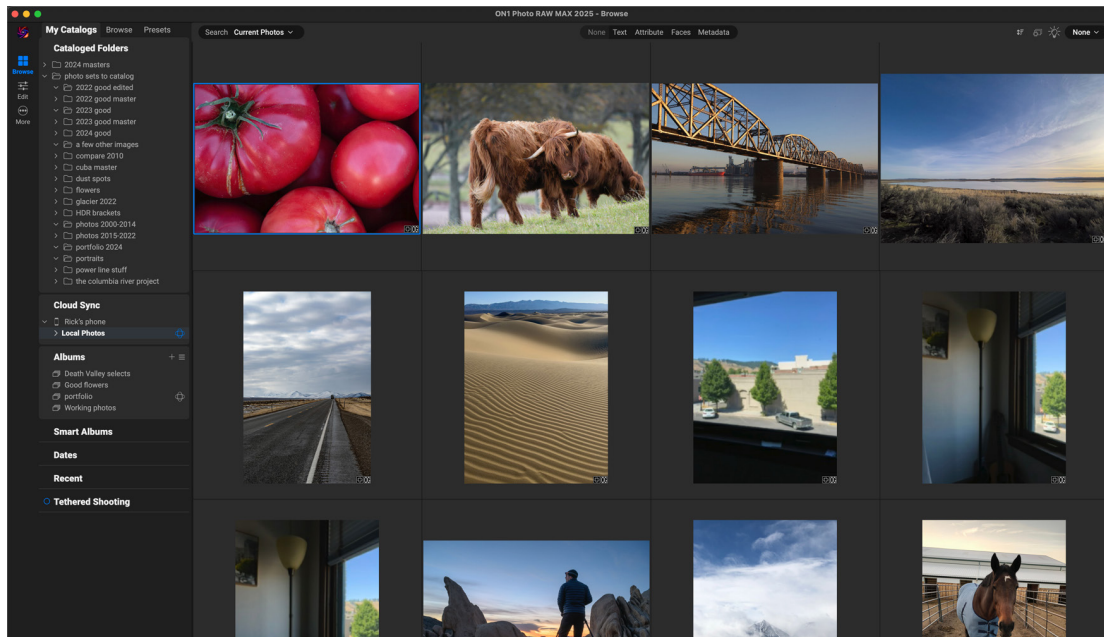 ON1 Photo RAW MAX 2025 - Browse
My Catalogs Browse Presets
Search Current Photos
None Text Attribute Faces Metadata
None
Browse
Edit
More
Cataloged Folders
2024 masters
photo sets to catalog
2022 good edited
2022 good master
2023 good
2023 good master
2024 good
a few other images
compare 2010
cuba master
dust spots
flowers
glacier 2022
HDR brackets
photos 2000-2014
photos 2015-2022
portfolio 2024
portraits
power line stuff
the columbia river project
Cloud Sync
Rick's phone
Local Photos
Albums
Death Valley selects
Good flowers
portfolio
Working photos
Smart Albums
Dates
Recent
Tethered Shooting